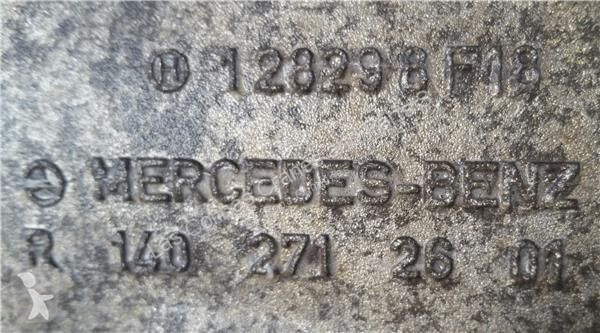 H 128298 F18
MERCEDES-BENZ
R 140 271 26 01